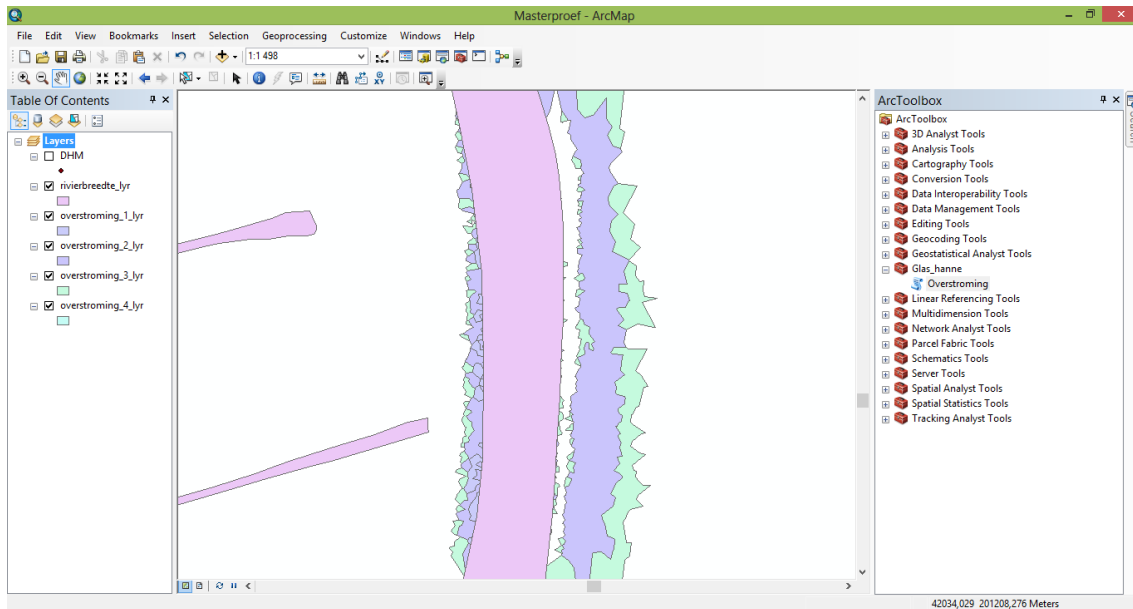 Masterproef - ArcMap
File Edit View Bookmarks Insert Selection Geoprocessing Customize Windows Help
1:1 498
Table Of Contents
Layers
DHM
rivierbreedte_lyr
overstroming_1_lyr
overstroming_2_lyr
overstroming_3_lyr
overstroming_4_lyr
ArcToolbox
ArcToolbox
3D Analyst Tools
Analysis Tools
Cartography Tools
Conversion Tools
Data Interoperability Tools
Data Management Tools
Editing Tools
Geocoding Tools
Geostatistical Analyst Tools
Glas_hanne
Overstroming
Linear Referencing Tools
Multidimension Tools
Network Analyst Tools
Parcel Fabric Tools
Schematics Tools
Server Tools
Spatial Analyst Tools
Spatial Statistics Tools
Tracking Analyst Tools
42034,029 201208,276 Meters